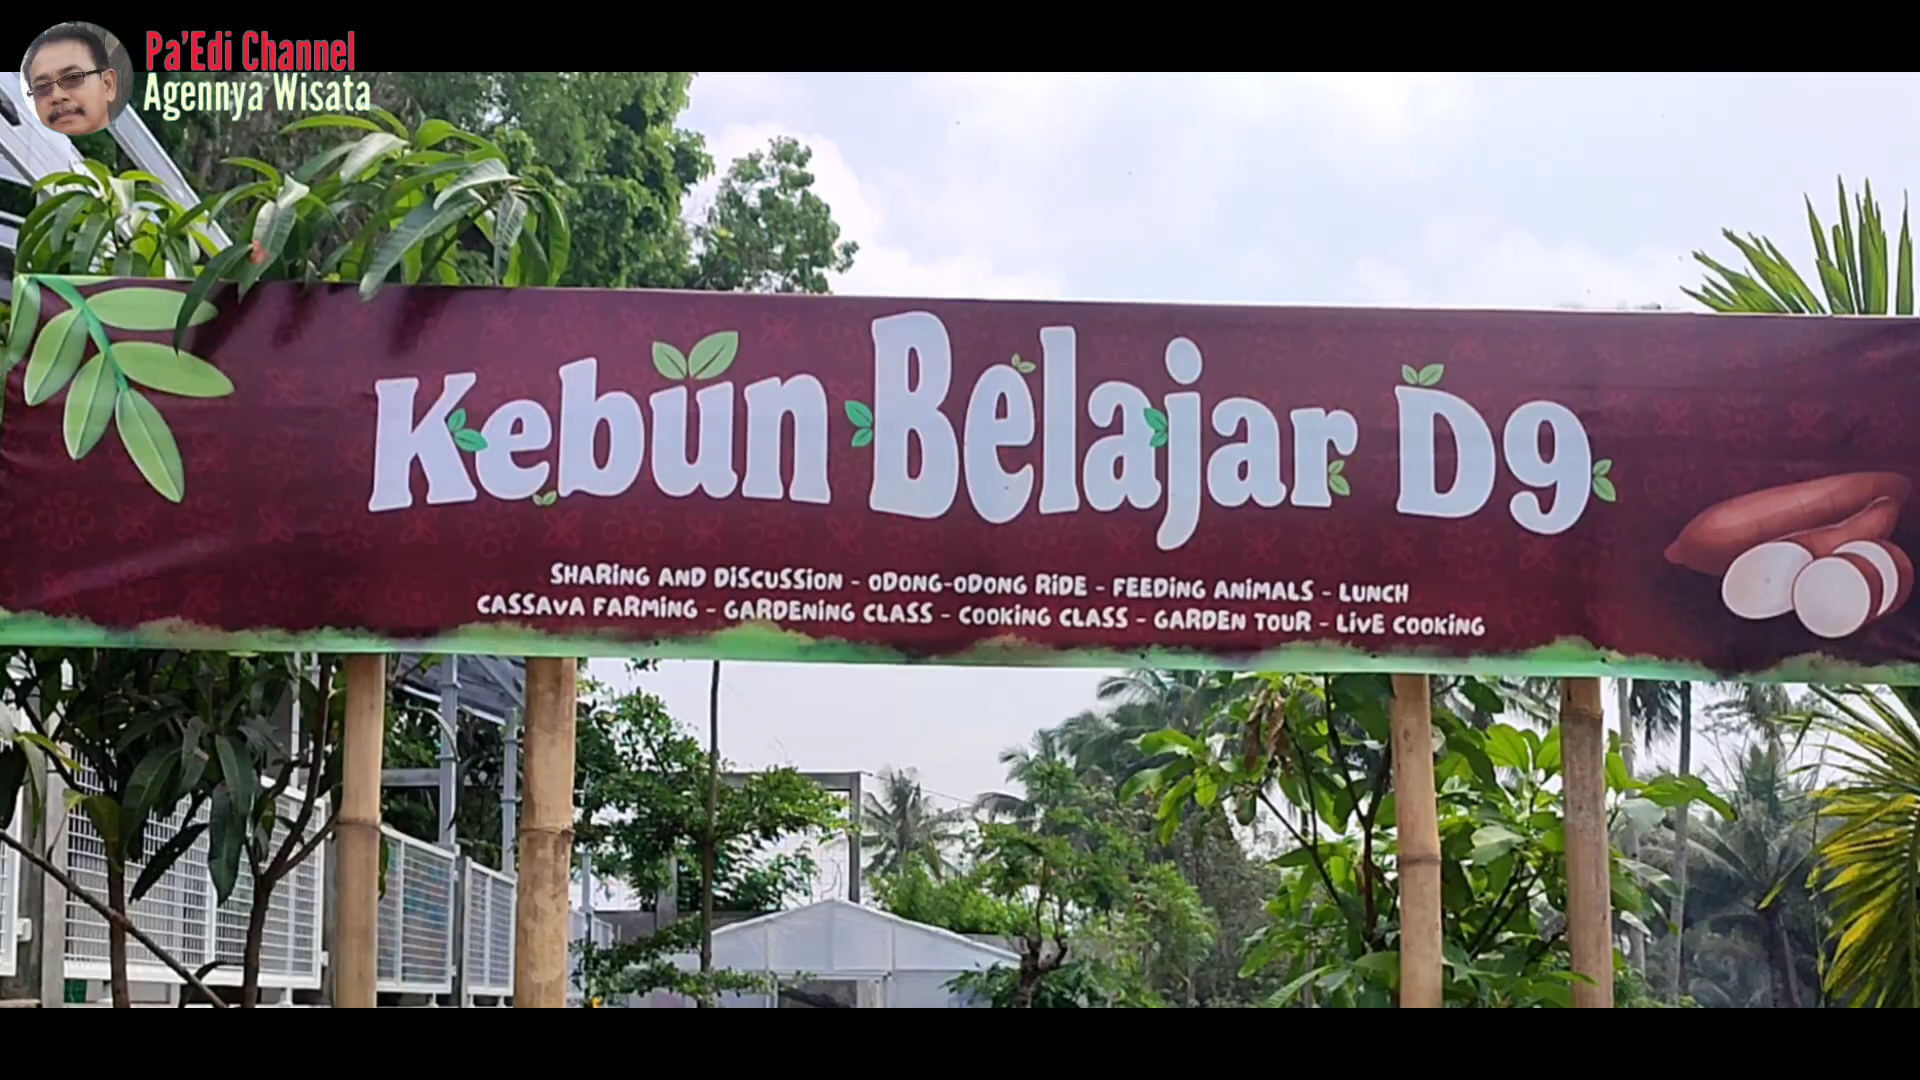 Pa'Edi Channel
Agennya Wisata
Kebun Belajar D9
SHARING AND DISCUSSION - ODONG-ODONG RIDE - FEEDING ANIMALS - LUNCH
CASSAVA FARMING - GARDENING CLASS - COOKING CLASS - GARDEN TOUR - LIVE COOKING